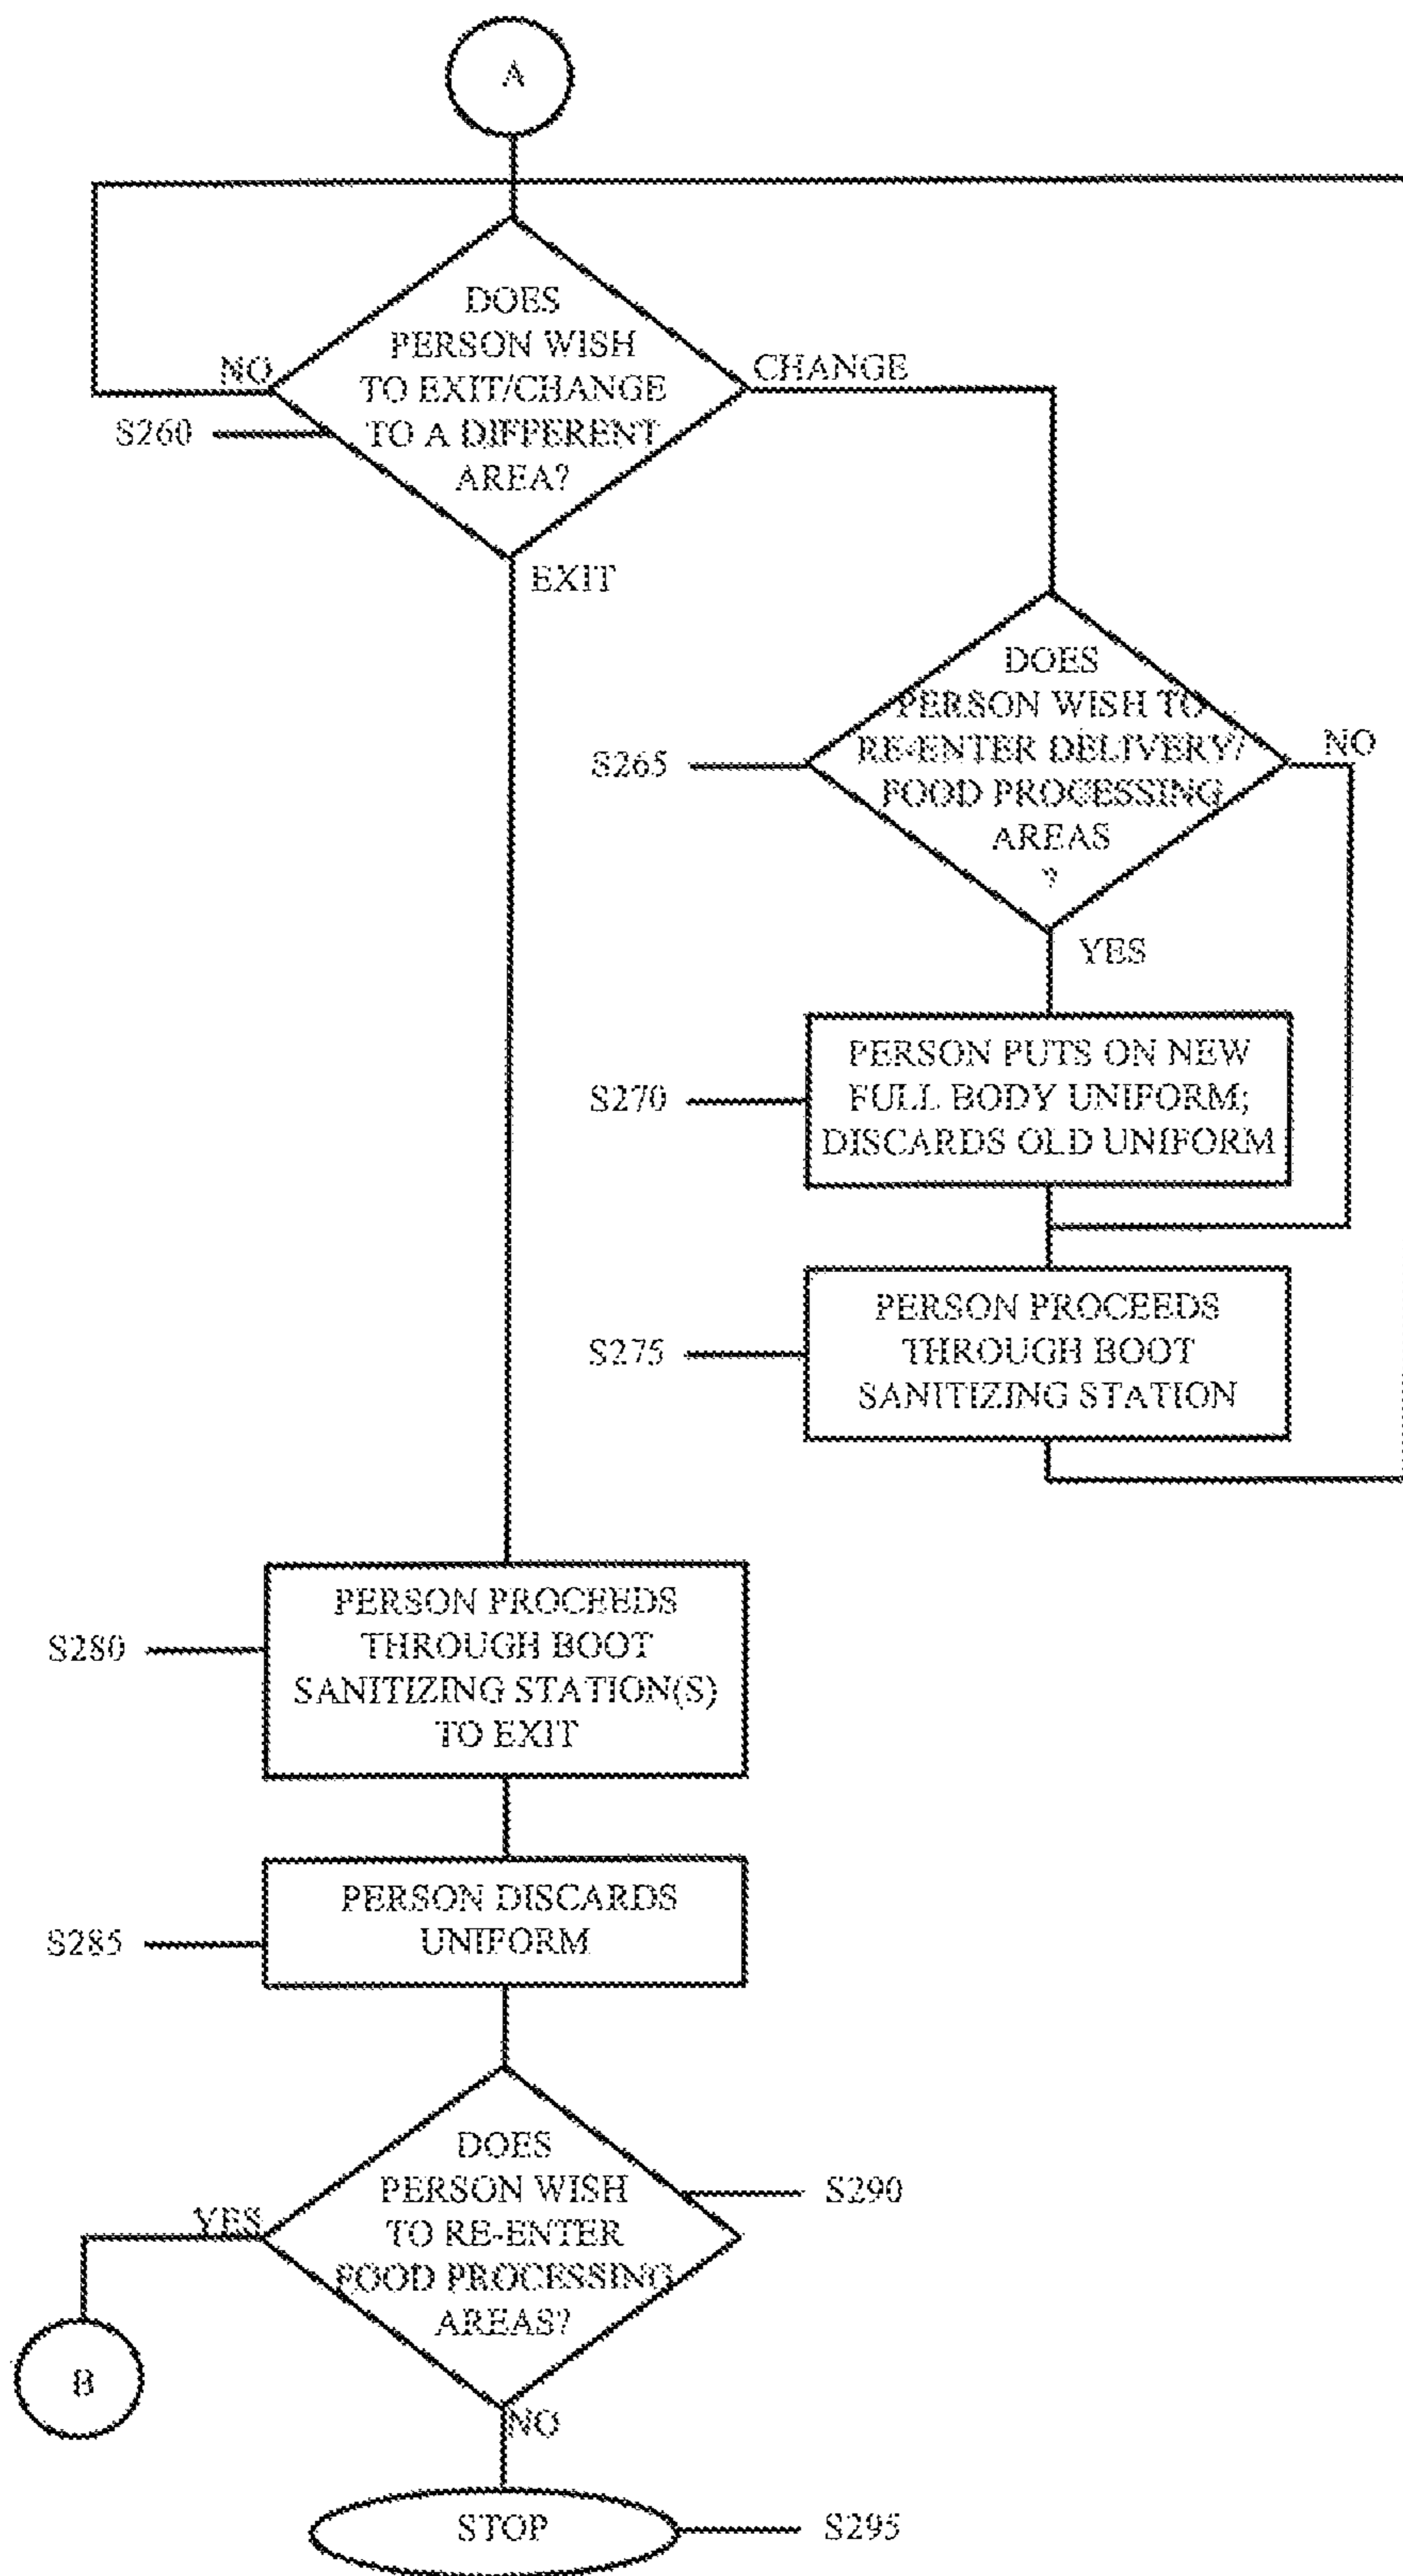 A
DOES
PERSON WISH
TO EXIT/CHANGE
TO A DIFFERENT
AREA?
NO
CHANGE
S260
EXIT
DOES
PERSON WISH TO
RE-ENTER DELIVERY/
FOOD PROCESSING
AREAS
?
S265
NO
YES
PERSON PUTS ON NEW
FULL BODY UNIFORM;
DISCARDS OLD UNIFORM
S270
PERSON PROCEEDS
THROUGH BOOT
SANITIZING STATION
S275
PERSON PROCEEDS
THROUGH BOOT
SANITIZING STATION(S)
TO EXIT
S280
PERSON DISCARDS
UNIFORM
S285
DOES
PERSON WISH
TO RE-ENTER
FOOD PROCESSING
AREAS?
S290
YES
B
NO
STOP
S295